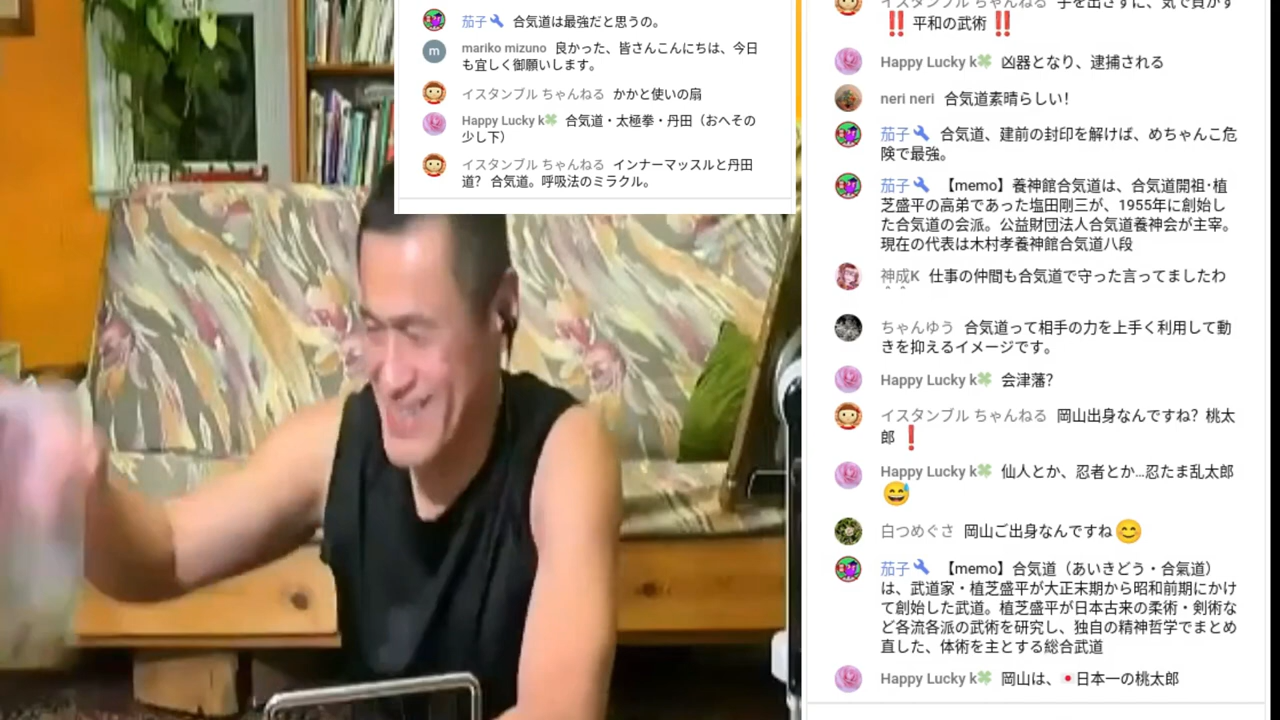 茄子 合気道は最強だと思うの。
m mariko mizuno 良かった、皆さんこんにちは、今日
も宜しく御願いします。
イスタンブル ちゃんねる かかと使いの扇
Happy Lucky k🍀 合気道・太極拳・丹田（おへその
少し下）
イスタンブル ちゃんねる インナーマッスルと丹田
道? 合気道。呼吸法のミラクル。
イスタンブル ちゃんねる 手を出さずに、気で負かす
‼️ 平和の武術 ‼️
Happy Lucky k🍀 凶器となり、逮捕される
neri neri 合気道素晴らしい!
茄子 合気道、建前の封印を解けば、めちゃんこ危
険で最強。
茄子 【memo】養神館合気道は、合気道開祖･植
芝盛平の高弟であった塩田剛三が、1955年に創始し
た合気道の会派。公益財団法人合気道養神会が主宰。
現在の代表は木村孝養神館合気道八段
神成K 仕事の仲間も合気道で守った言ってましたわ
ちゃんゆう 合気道って相手の力を上手く利用して動
きを抑えるイメージです。
Happy Lucky k🍀 会津藩?
イスタンブル ちゃんねる 岡山出身なんですね? 桃太
郎❗
Happy Lucky k🍀 仙人とか、忍者とか…忍たま乱太郎
😅
白つめぐさ 岡山ご出身なんですね😊
茄子 【memo】合気道（あいきどう・合氣道）
は、武道家・植芝盛平が大正末期から昭和前期にかけ
て創始した武道。植芝盛平が日本古来の柔術・剣術な
ど各流各派の武術を研究し、独自の精神哲学でまとめ
直した、体術を主とする総合武道
Happy Lucky k🍀 岡山は、🇯🇵日本一の桃太郎